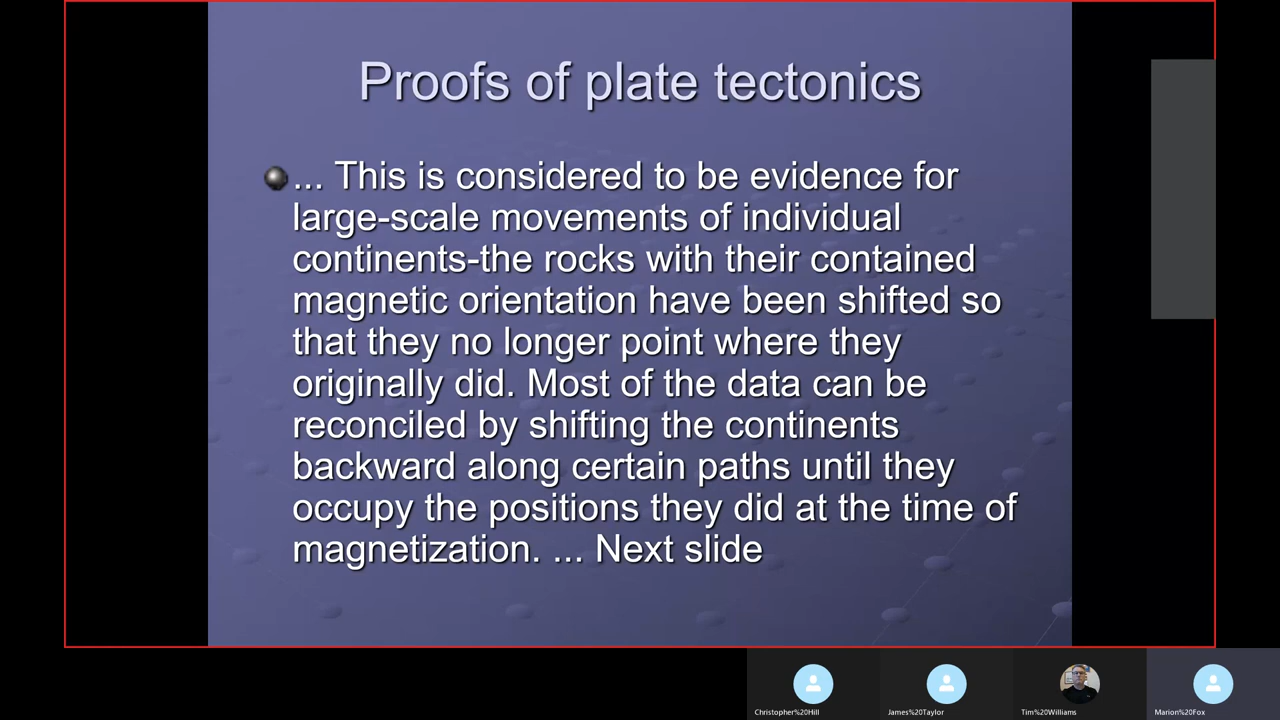 Proofs of plate tectonics
... This is considered to be evidence for
large-scale movements of individual
continents-the rocks with their contained
magnetic orientation have been shifted so
that they no longer point where they
originally did. Most of the data can be
reconciled by shifting the continents
backward along certain paths until they
occupy the positions they did at the time of
magnetization. ... Next slide
Christopher%20Hill
James%20Taylor
Tim%20Williams
Marion%20Fox